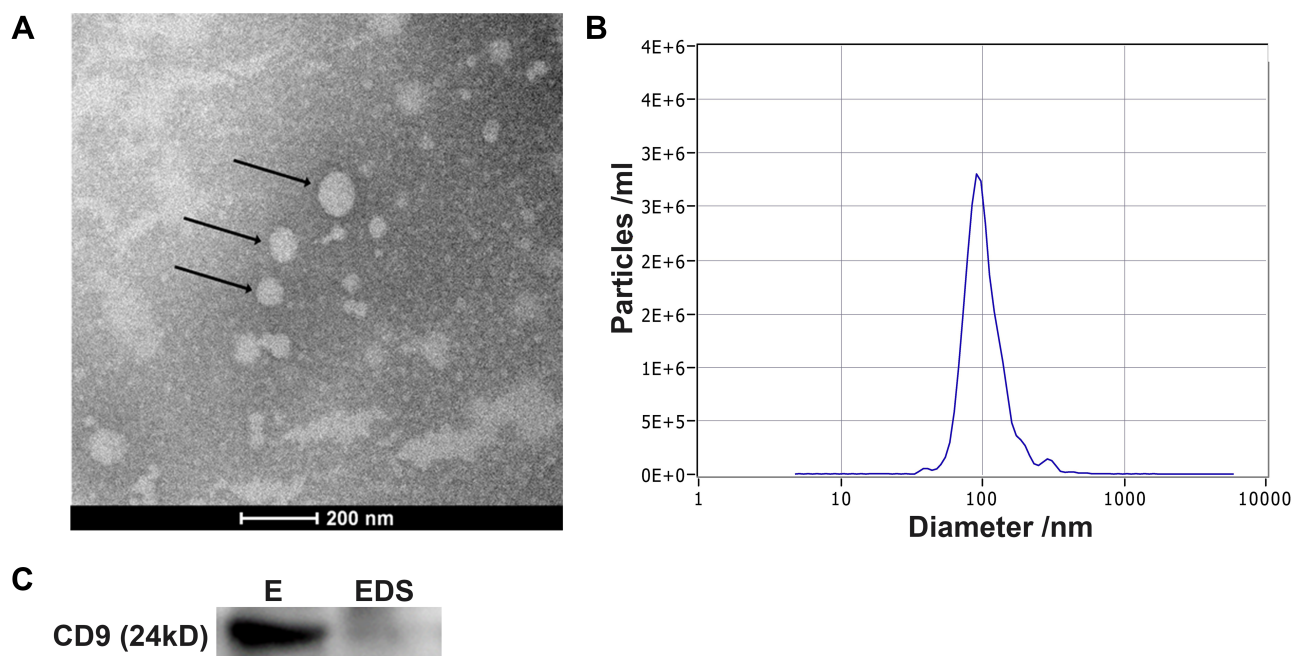 A
200 nm
B
Particles /ml
4E+6
4E+6
3E+6
3E+6
2E+6
2E+6
1E+6
5E+5
0E+0
1 10 100 1000 10000
Diameter /nm
C
E EDS
CD9 (24kD)